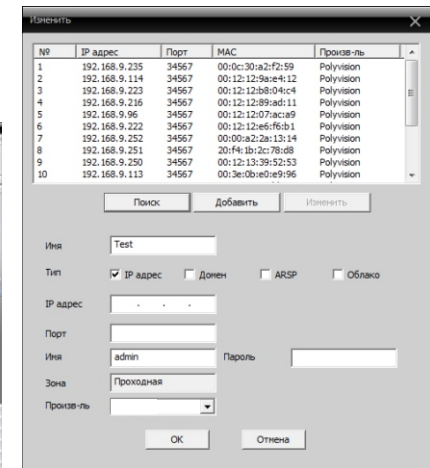 Изменить
№ IP адрес Порт MAC Произв-ль
1 192.168.9.235 34567 00:0c:30:a2:f2:59 Polyvision
2 192.168.9.114 34567 00:12:12:9a:e4:12 Polyvision
3 192.168.9.223 34567 00:12:12:b8:04:c4 Polyvision
4 192.168.9.216 34567 00:12:12:89:ad:11 Polyvision
5 192.168.9.96 34567 00:12:12:07:ac:a9 Polyvision
6 192.168.9.222 34567 00:12:12:e6:f6:b1 Polyvision
7 192.168.9.252 34567 00:00:a2:2a:13:14 Polyvision
8 192.168.9.251 34567 20:f4:1b:2c:78:d8 Polyvision
9 192.168.9.250 34567 00:12:13:39:52:53 Polyvision
10 192.168.9.113 34567 00:3e:0b:e0:e9:96 Polyvision
Поиск Добавить Изменить
Имя Test
Тип IP адрес Домен ARSP Облако
IP адрес . . .
Порт
Имя admin Пароль
Зона Проходная
Произв-ль
OK Отмена